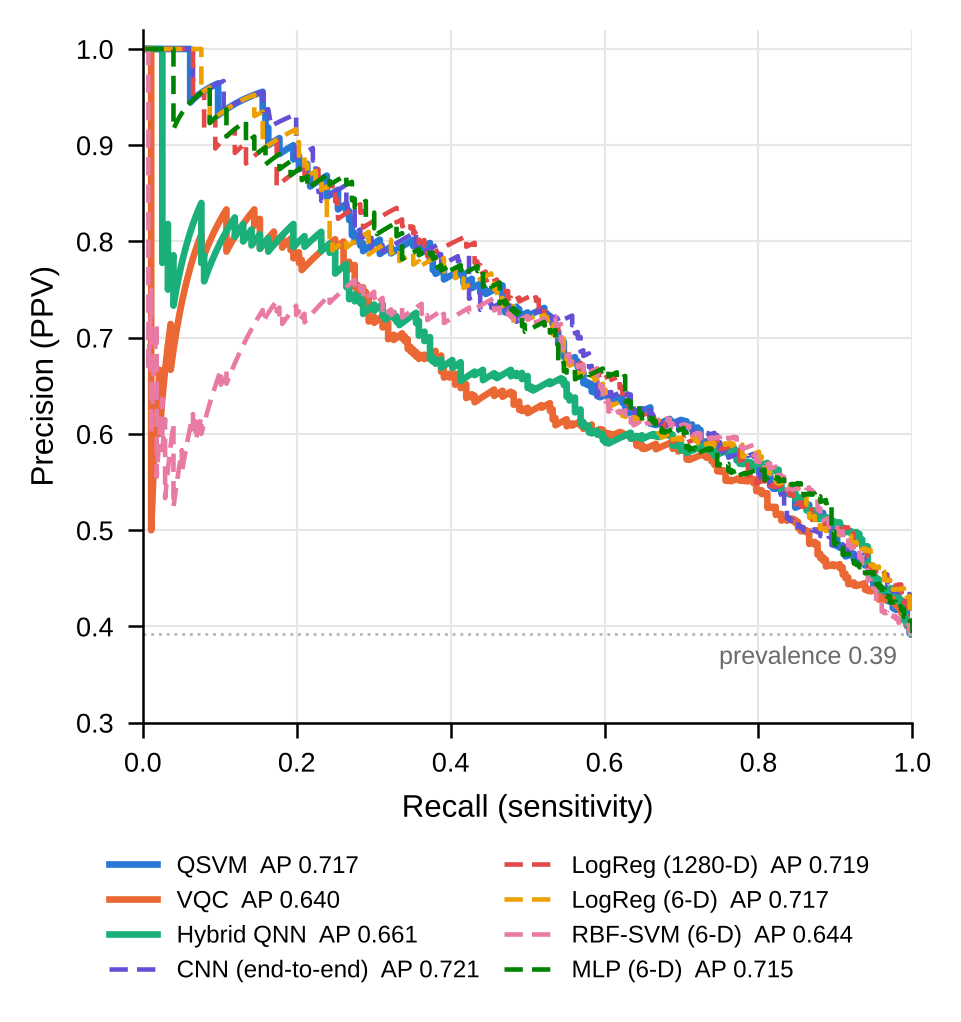 1.0
0.9
0.8
0.7
0.6
0.5
0.4
0.3
Precision (PPV)
prevalence 0.39
0.0 0.2 0.4 0.6 0.8 1.0
Recall (sensitivity)
QSVM AP 0.717
VQC AP 0.640
Hybrid QNN AP 0.661
CNN (end-to-end) AP 0.721
LogReg (1280-D) AP 0.719
LogReg (6-D) AP 0.717
RBF-SVM (6-D) AP 0.644
MLP (6-D) AP 0.715